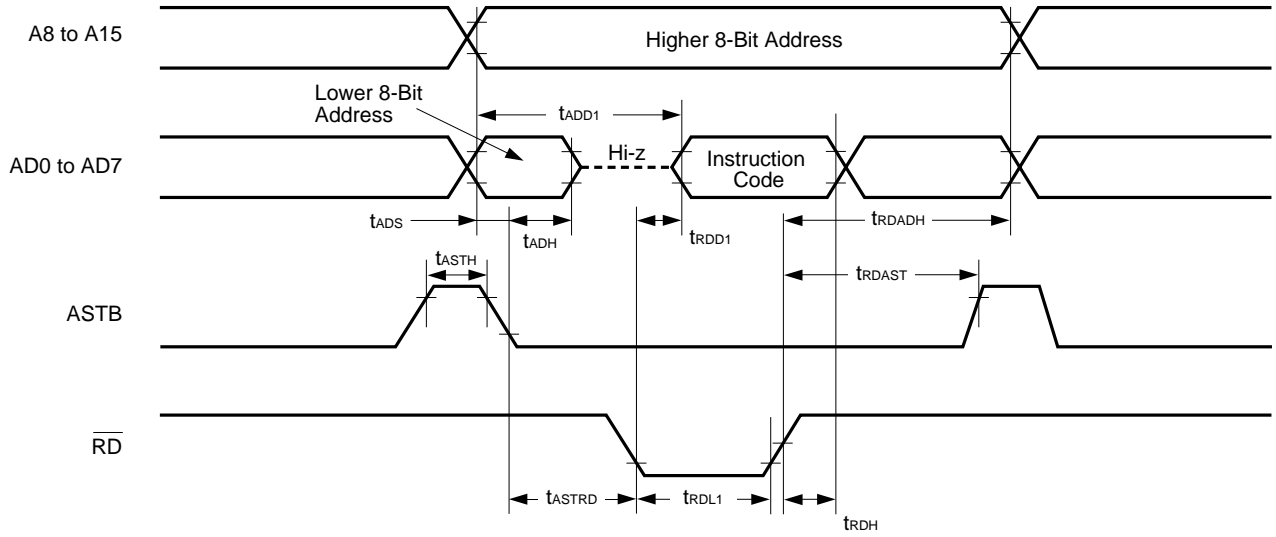 A8 to A15
Higher 8-Bit Address
Lower 8-Bit
Address
tADD1
AD0 to AD7
Hi-z
Instruction
Code
tADS
tADH
tRDD1
tRDADH
tASTH
tRDAST
ASTB
RD
tASTRD
tRDL1
tRDH